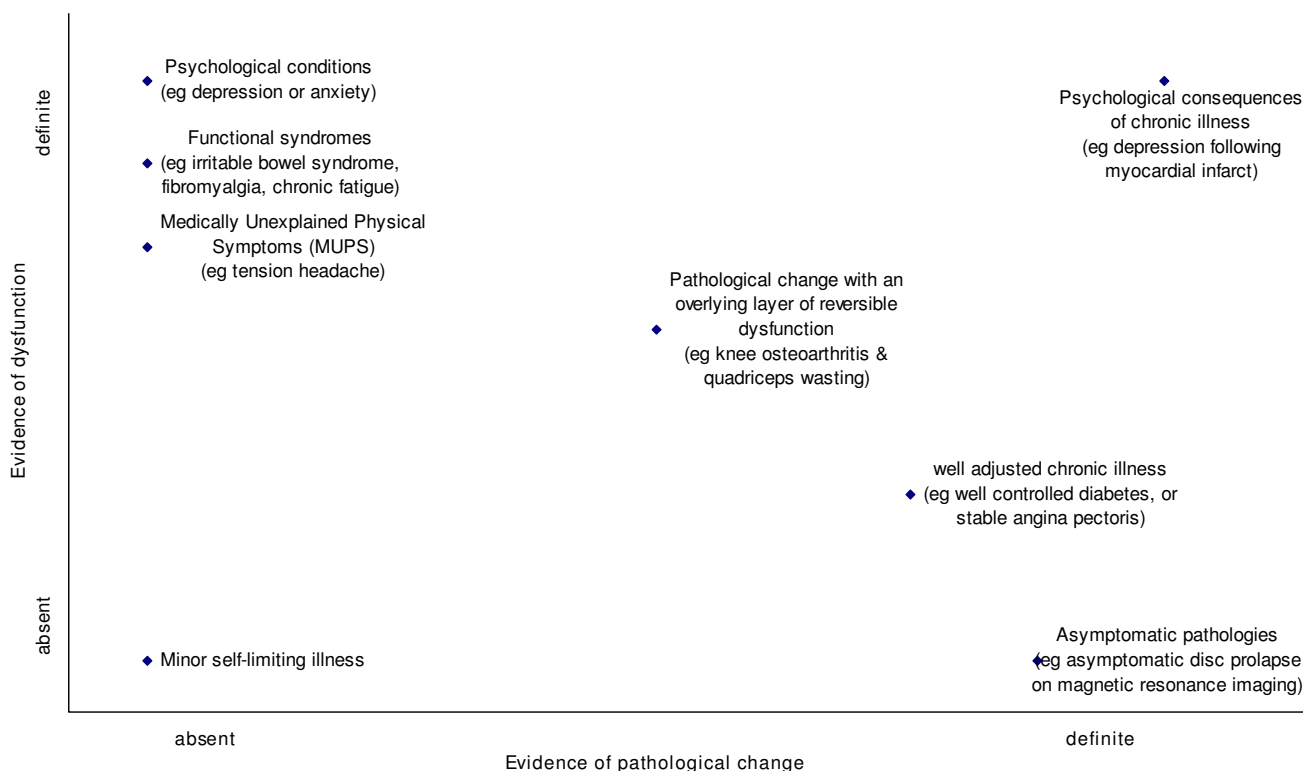 definite
Evidence of dysfunction
absent
Psychological conditions
(eg depression or anxiety)
Functional syndromes
(eg irritable bowel syndrome,
fibromyalgia, chronic fatigue)
Medically Unexplained Physical
Symptoms (MUPS)
(eg tension headache)
Psychological consequences
of chronic illness
(eg depression following
myocardial infarct)
Pathological change with an
overlying layer of reversible
dysfunction
(eg knee osteoarthritis &
quadriceps wasting)
well adjusted chronic illness
(eg well controlled diabetes, or
stable angina pectoris)
Minor self-limiting illness
Asymptomatic pathologies
(eg asymptomatic disc prolapse
on magnetic resonance imaging)
absent
definite
Evidence of pathological change